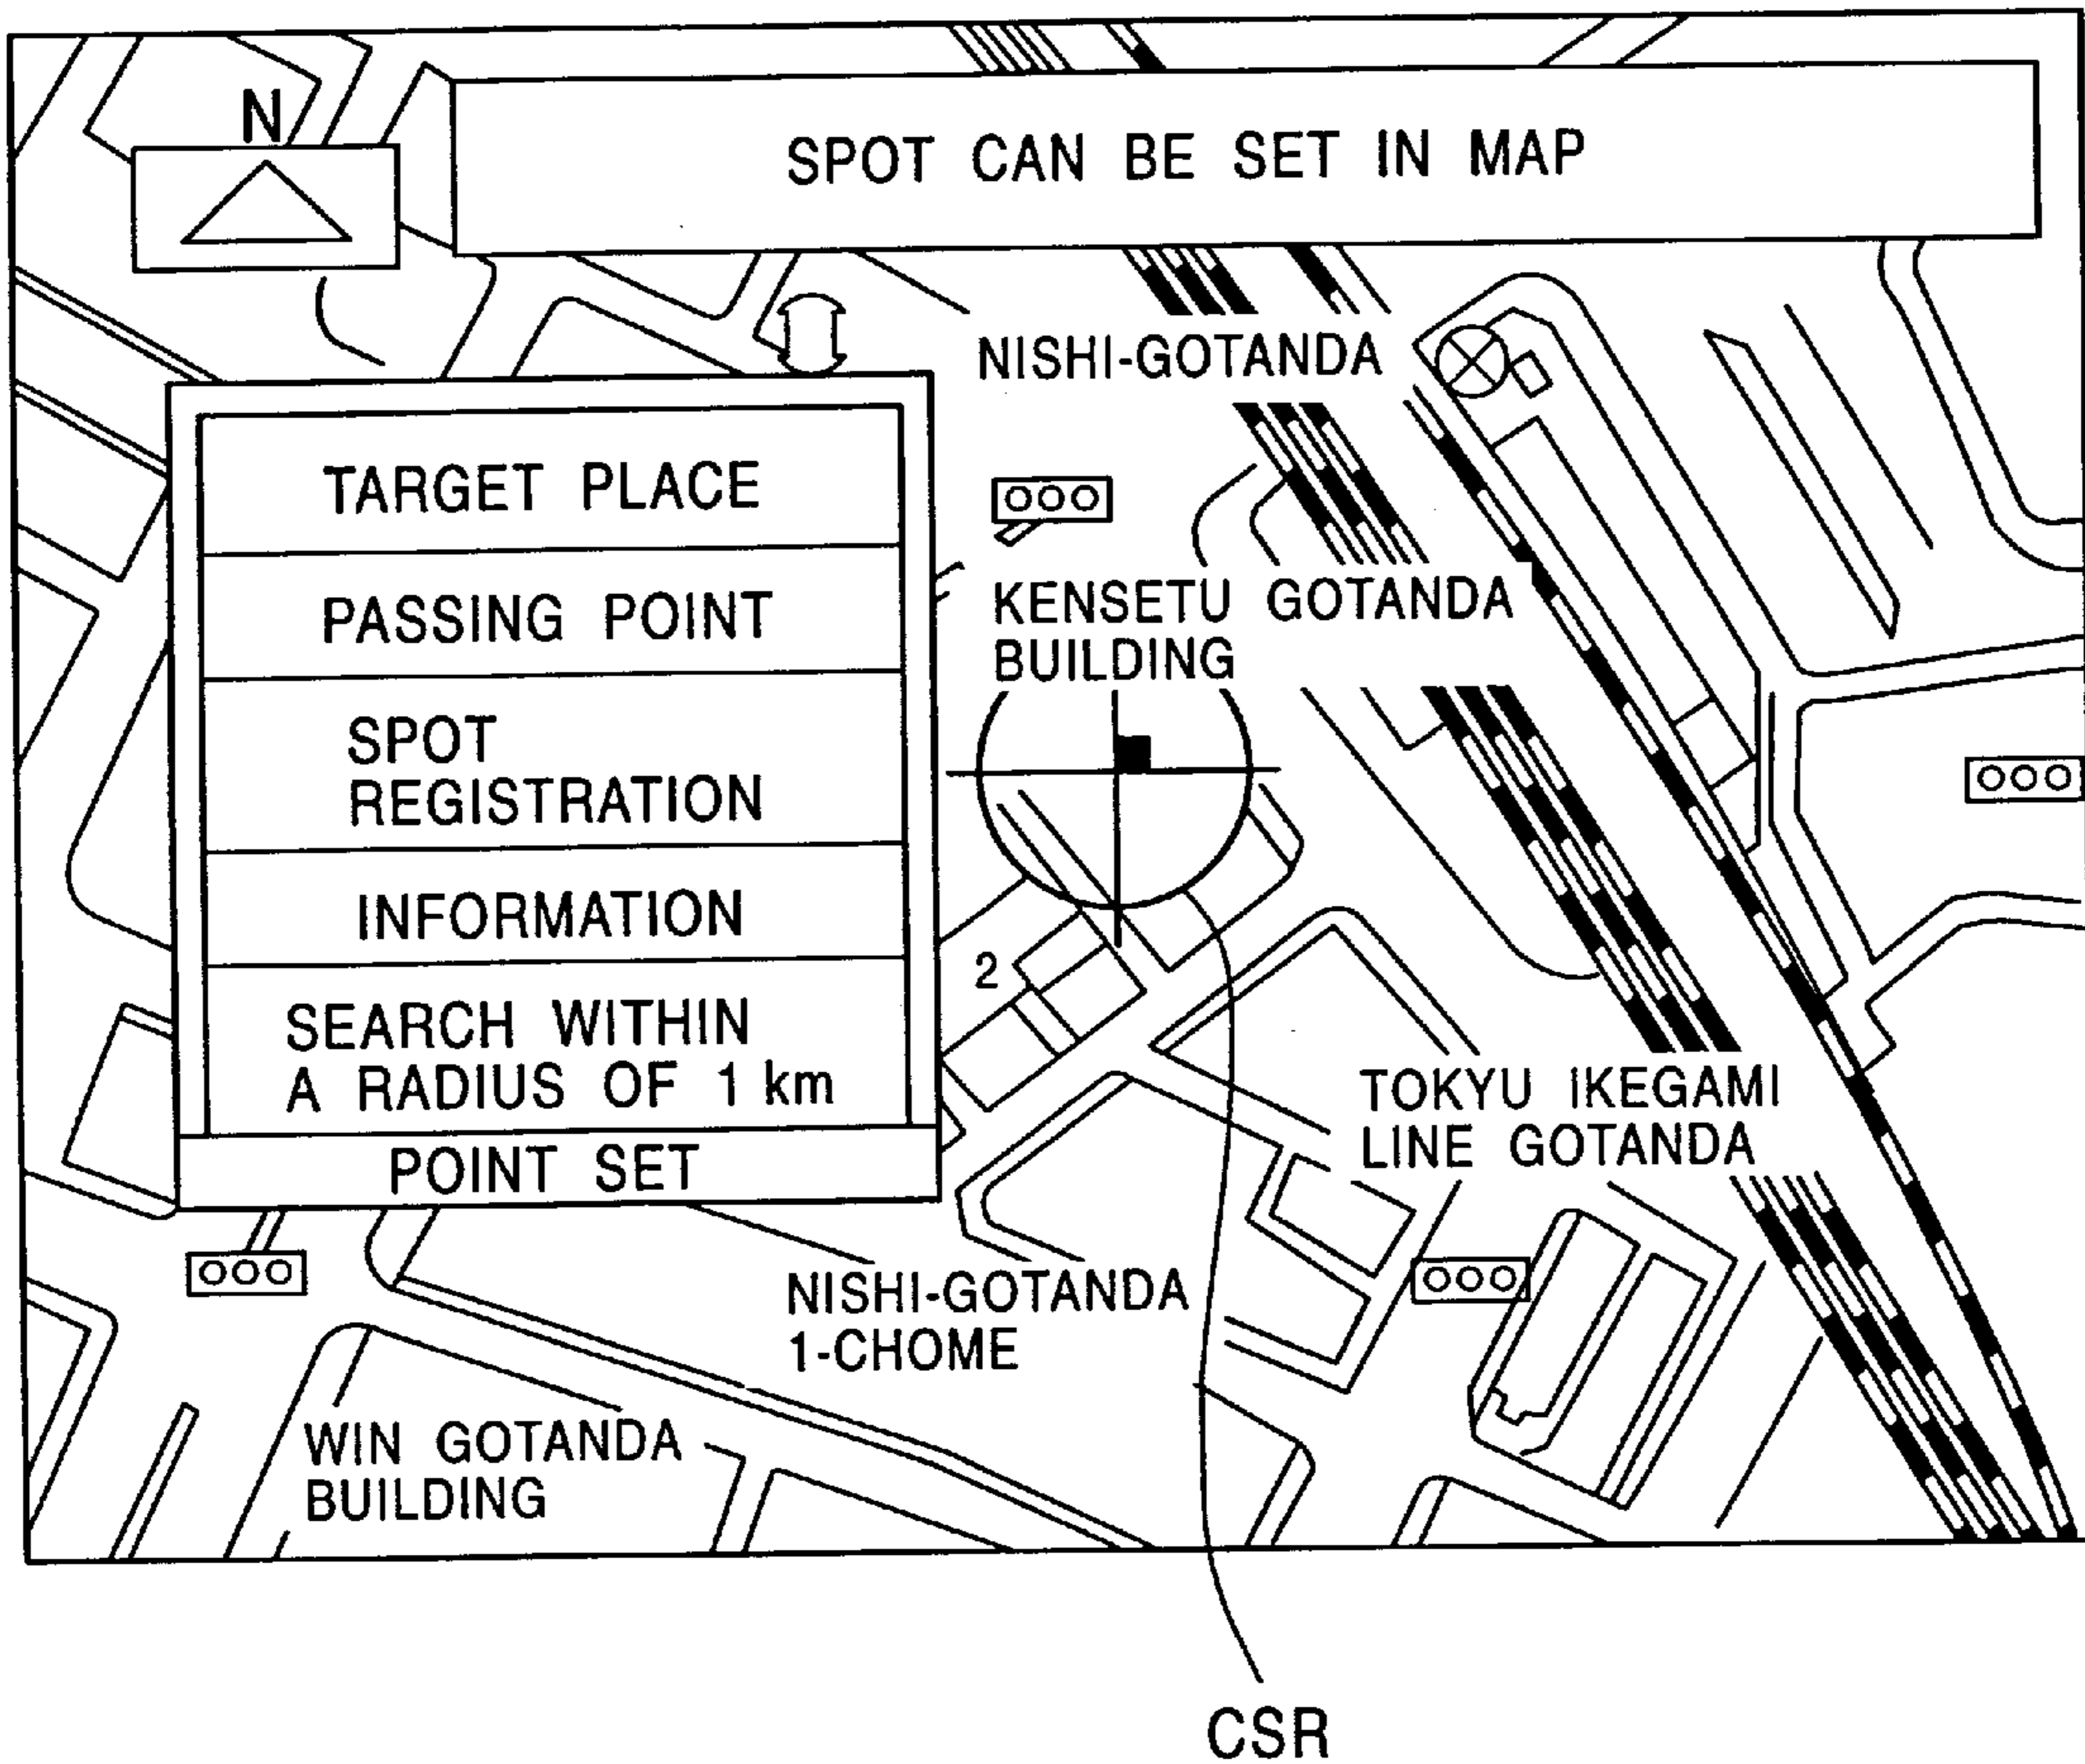 N
SPOT CAN BE SET IN MAP
NISHI-GOTANDA
TARGET PLACE
PASSING POINT
SPOT
REGISTRATION
INFORMATION
SEARCH WITHIN
A RADIUS OF 1 km
POINT SET
KENSETU GOTANDA
BUILDING
2
TOKYU IKEGAMI
LINE GOTANDA
NISHI-GOTANDA
1-CHOME
WIN GOTANDA
BUILDING
CSR